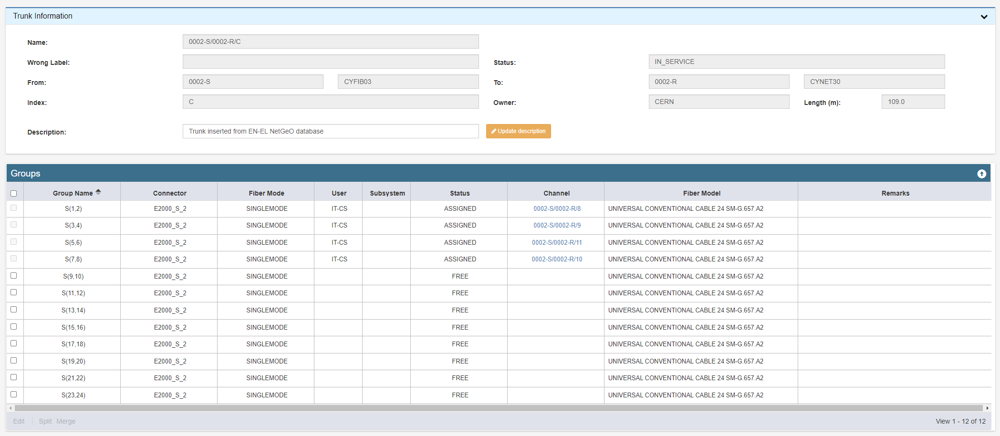 Trunk Information
Name: 0002-S/0002-R/C
Wrong Label: Status: IN_SERVICE
From: 0002-S CYFIB03 To: 0002-R CYNET30
Index: C Owner: CERN Length (m): 109.0
Description: Trunk inserted from EN-EL NetGeO database Update description
Groups
Group Name Connector Fiber Mode User Subsystem Status Channel Fiber Model Remarks
S(1,2) E2000_S_2 SINGLEMODE IT-CS ASSIGNED 0002-S/0002-R/8 UNIVERSAL CONVENTIONAL CABLE 24 SM-G.657.A2
S(3,4) E2000_S_2 SINGLEMODE IT-CS ASSIGNED 0002-S/0002-R/9 UNIVERSAL CONVENTIONAL CABLE 24 SM-G.657.A2
S(5,6) E2000_S_2 SINGLEMODE IT-CS ASSIGNED 0002-S/0002-R/11 UNIVERSAL CONVENTIONAL CABLE 24 SM-G.657.A2
S(7,8) E2000_S_2 SINGLEMODE IT-CS ASSIGNED 0002-S/0002-R/10 UNIVERSAL CONVENTIONAL CABLE 24 SM-G.657.A2
S(9,10) E2000_S_2 SINGLEMODE FREE UNIVERSAL CONVENTIONAL CABLE 24 SM-G.657.A2
S(11,12) E2000_S_2 SINGLEMODE FREE UNIVERSAL CONVENTIONAL CABLE 24 SM-G.657.A2
S(13,14) E2000_S_2 SINGLEMODE FREE UNIVERSAL CONVENTIONAL CABLE 24 SM-G.657.A2
S(15,16) E2000_S_2 SINGLEMODE FREE UNIVERSAL CONVENTIONAL CABLE 24 SM-G.657.A2
S(17,18) E2000_S_2 SINGLEMODE FREE UNIVERSAL CONVENTIONAL CABLE 24 SM-G.657.A2
S(19,20) E2000_S_2 SINGLEMODE FREE UNIVERSAL CONVENTIONAL CABLE 24 SM-G.657.A2
S(21,22) E2000_S_2 SINGLEMODE FREE UNIVERSAL CONVENTIONAL CABLE 24 SM-G.657.A2
S(23,24) E2000_S_2 SINGLEMODE FREE UNIVERSAL CONVENTIONAL CABLE 24 SM-G.657.A2
Edit Split Merge View 1 - 12 of 12